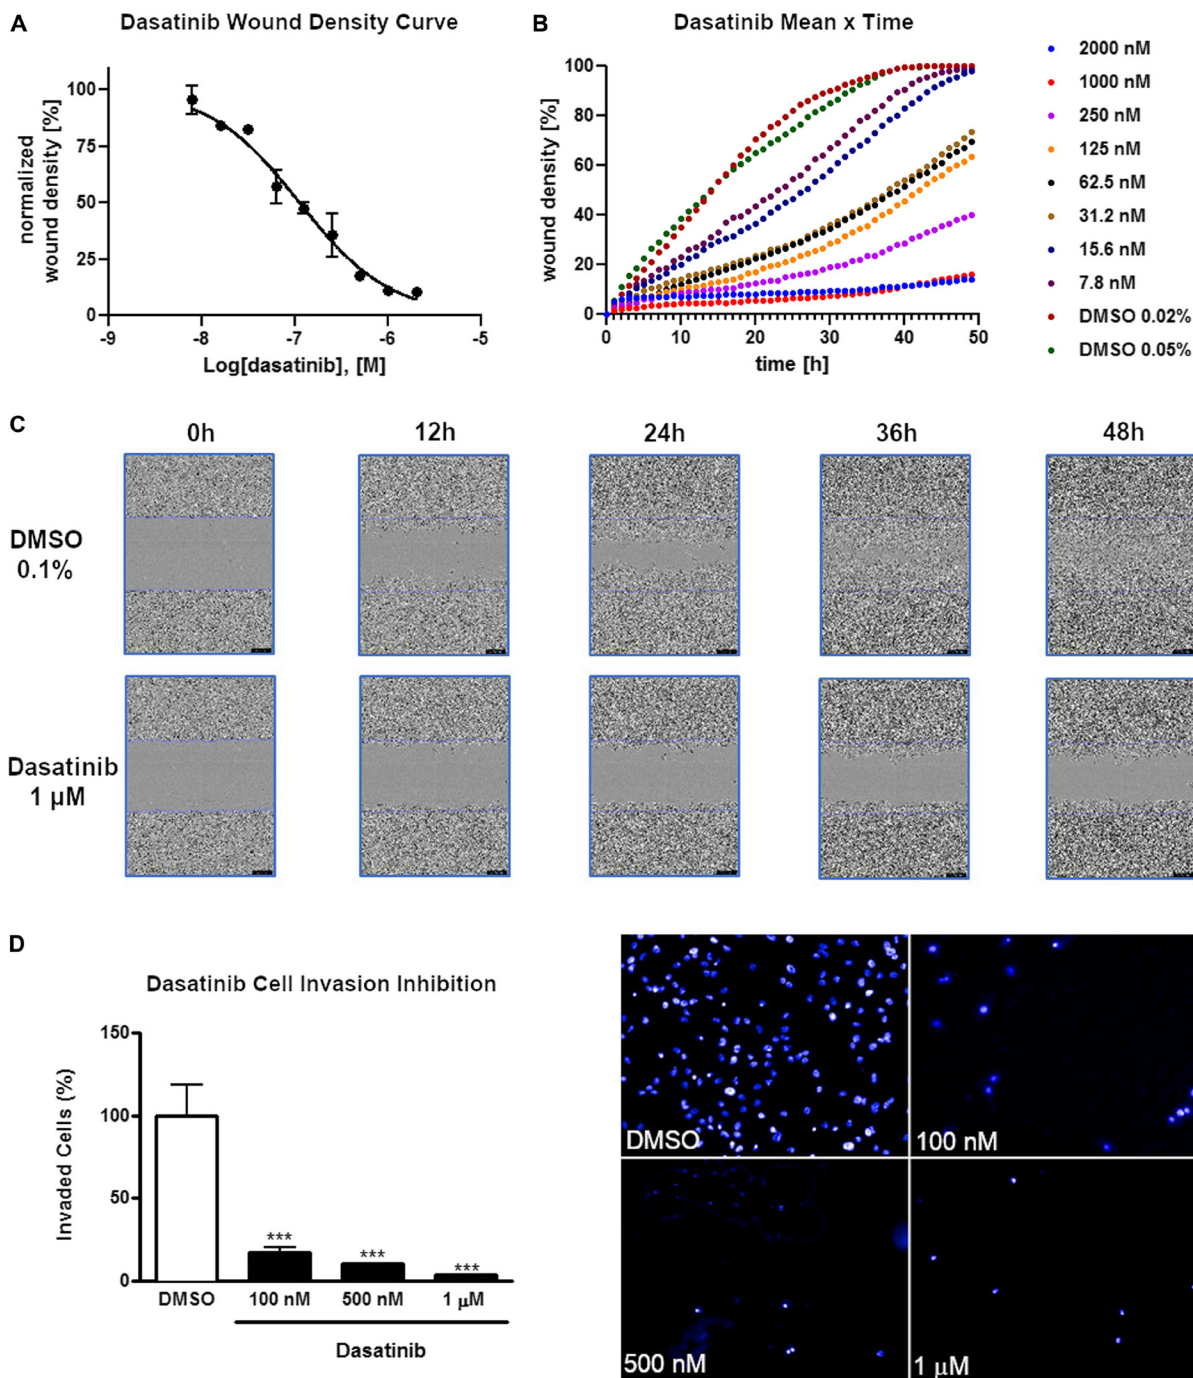 A
Dasatinib Wound Density Curve
normalized
wound density [%]
100
75
50
25
0
-9
-8
-7
-6
-5
Log[dasatinib], [M]
B
Dasatinib Mean x Time
wound density [%]
100
80
60
40
20
0
0
10
20
30
40
50
time [h]
2000 nM
1000 nM
250 nM
125 nM
62.5 nM
31.2 nM
15.6 nM
7.8 nM
DMSO 0.02%
DMSO 0.05%
C
0h
12h
24h
36h
48h
DMSO
0.1%
Dasatinib
1 µM
D
Dasatinib Cell Invasion Inhibition
Invaded Cells (%)
150
100
50
0
***
***
***
DMSO
100 nM
500 nM
1 µM
Dasatinib
DMSO
100 nM
500 nM
1 µM